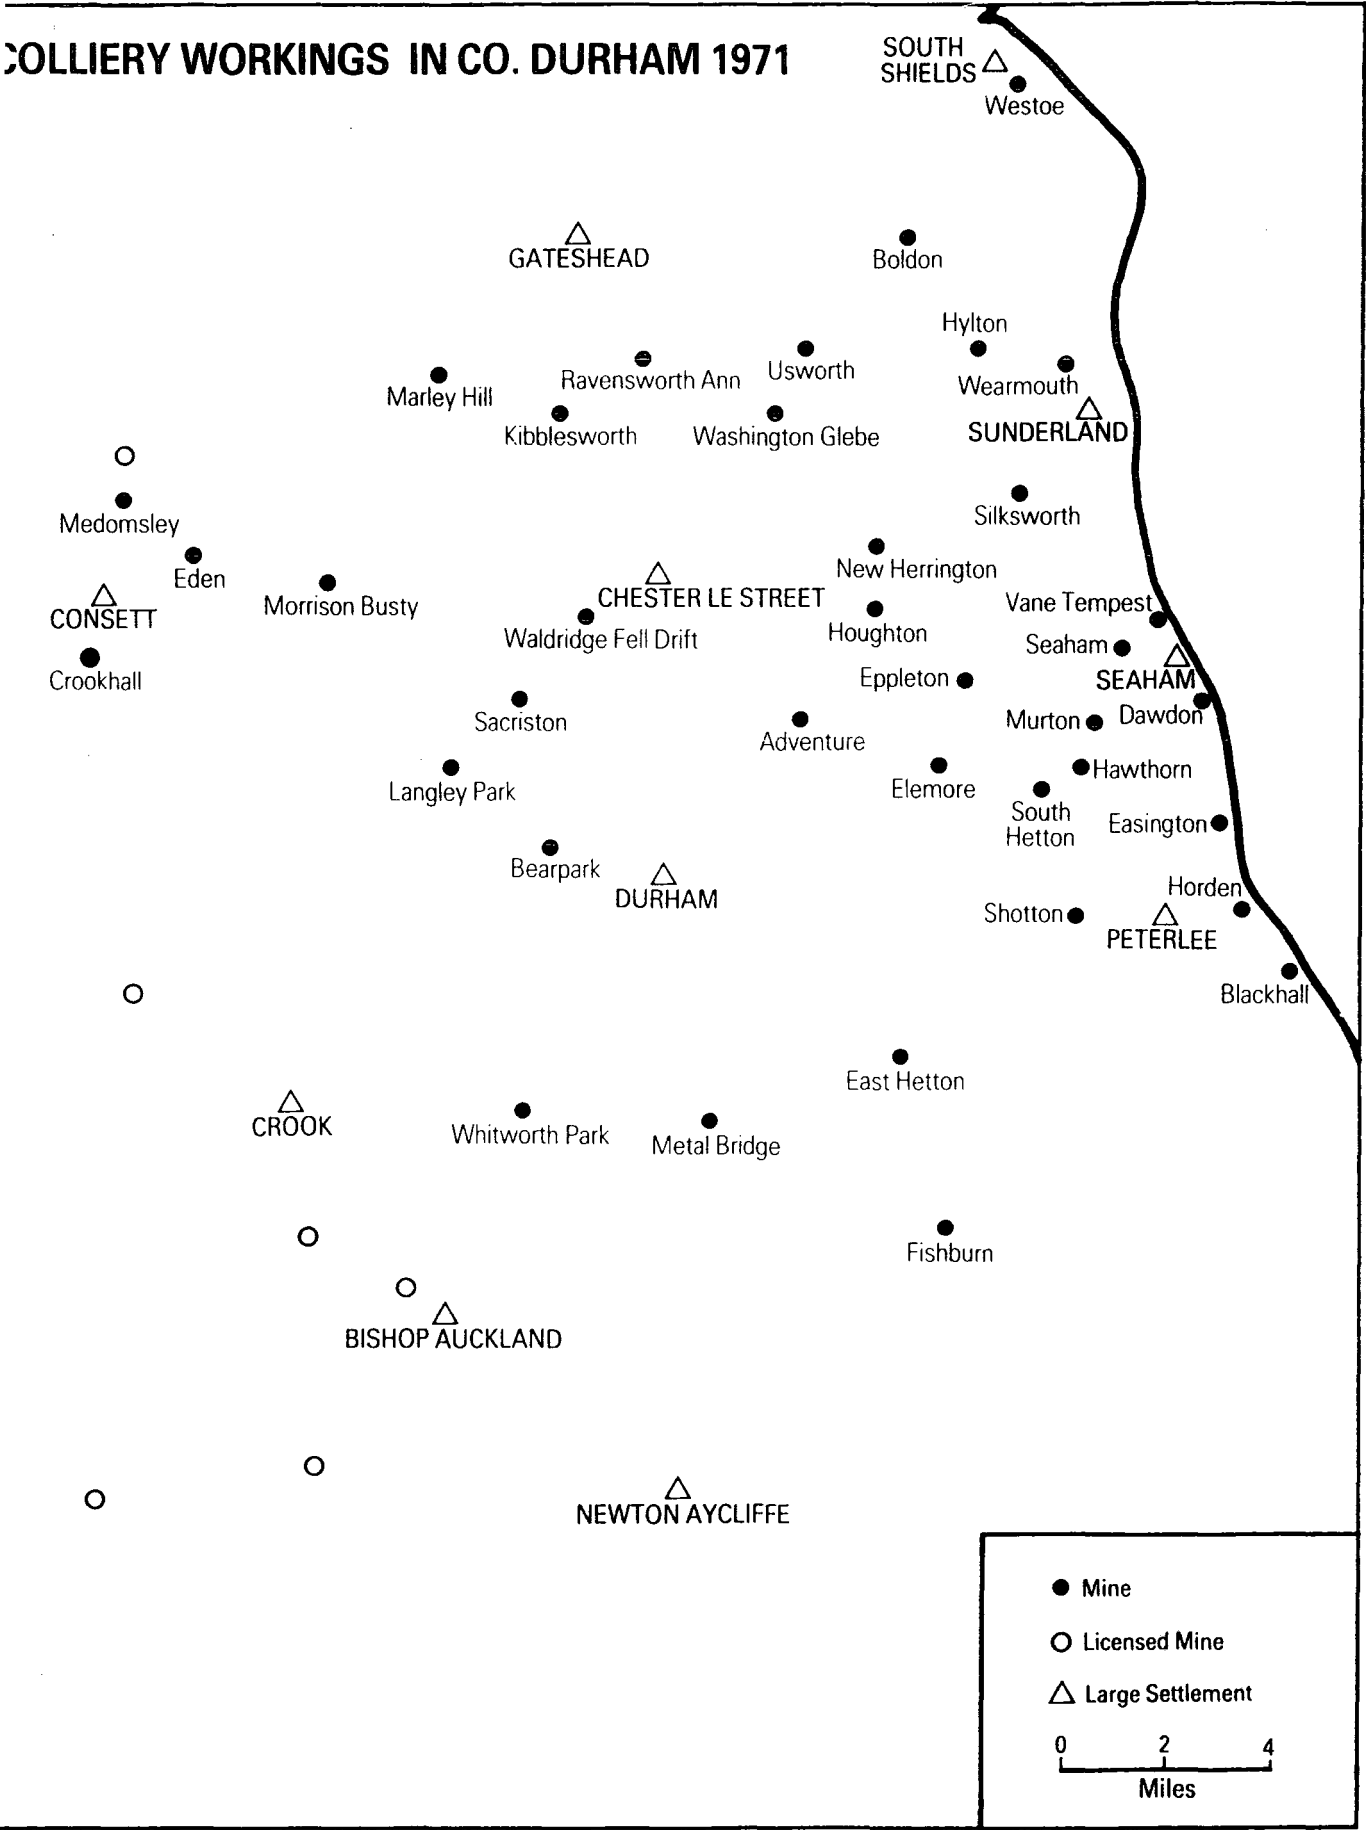 COLLIERY WORKINGS IN CO. DURHAM 1971
SOUTH
SHIELDS
Westoe
GATESHEAD
Boldon
Hylton
Ravensworth Ann
Usworth
Marley Hill
Wearmouth
Kibblesworth
Washington Glebe
SUNDERLAND
Medomsley
Silksworth
Eden
New Herrington
CONSETT
Morrison Busty
CHESTER LE STREET
Vane Tempest
Waldridge Fell Drift
Houghton
Seaham
Crookhall
Eppleton
SEAHAM
Sacriston
Murton
Dawdon
Adventure
Hawthorn
Langley Park
Elemore
South
Hetton
Easington
Bearpark
DURHAM
Horden
Shotton
PETERLEE
Blackhall
East Hetton
CROOK
Whitworth Park
Metal Bridge
Fishburn
BISHOP AUCKLAND
NEWTON AYCLIFFE
Mine
Licensed Mine
Large Settlement
0 2 4
Miles